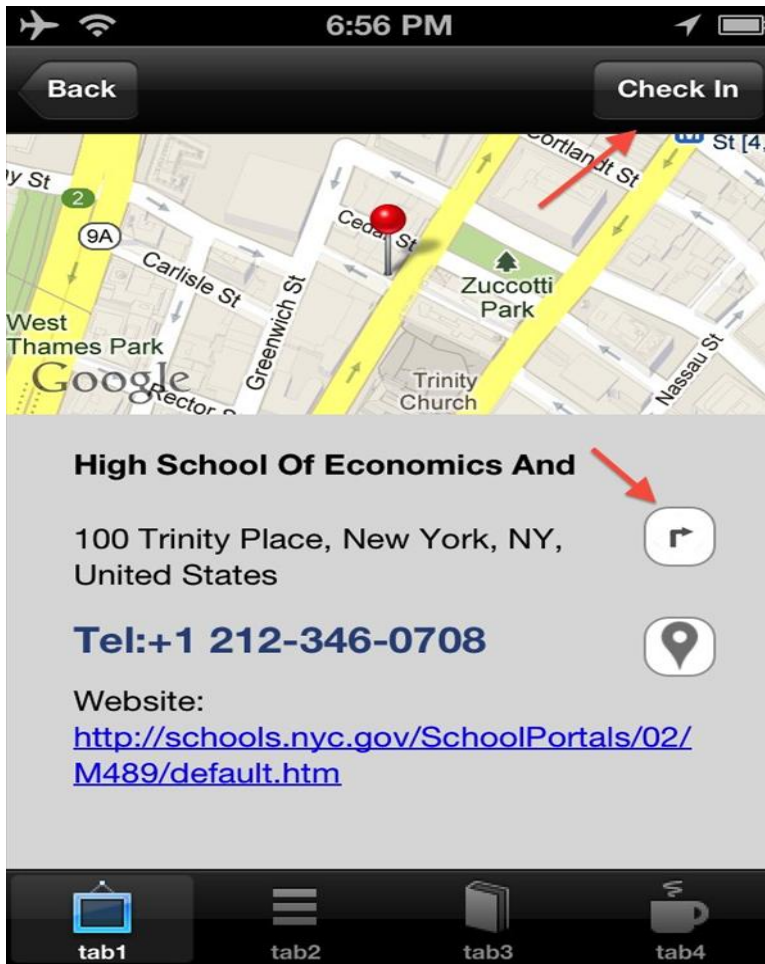 6:56 PM
Back
Check In
Cortlandt St
St [4,
y St
2
9A
Cedar St
Carlisle St
Greenwich St
Zuccotti
Park
West
Thames Park
Nassau St
Google
Rector
Trinity
Church
High School Of Economics And
100 Trinity Place, New York, NY,
United States
Tel:+1 212-346-0708
Website:
http://schools.nyc.gov/SchoolPortals/02/
M489/default.htm
tab1
tab2
tab3
tab4